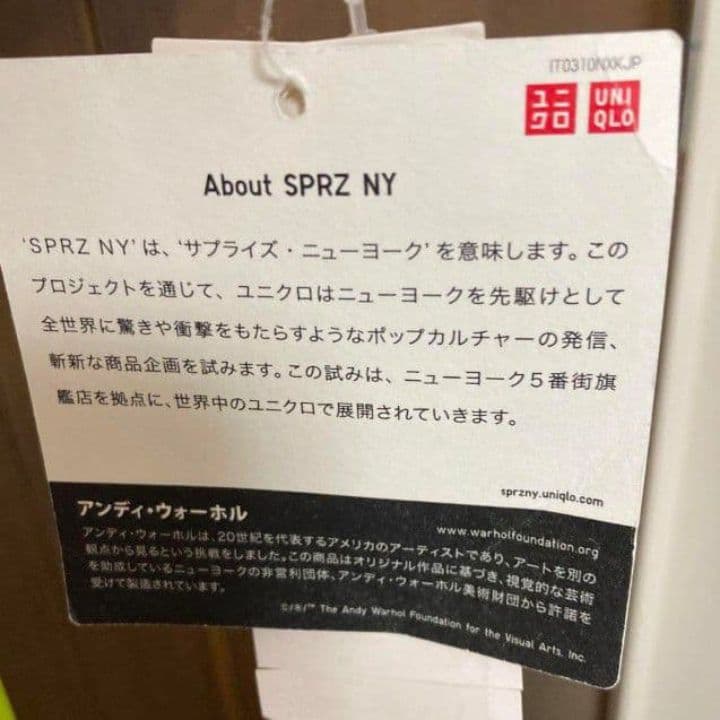 IT0310NXKJP
ユニ
クロ
UNI
QLO
About SPRZ NY
‘SPRZ NY’は、‘サプライズ・ニューヨーク’を意味します。この
プロジェクトを通じて、ユニクロはニューヨークを先駆けとして
全世界に驚きや衝撃をもたらすようなポップカルチャーの発信、
斬新な商品企画を試みます。この試みは、ニューヨーク5番街旗
艦店を拠点に、世界中のユニクロで展開されていきます。
sprzny.uniqlo.com
アンディ・ウォーホル
www.warholfoundation.org
アンディ・ウォーホルは、20世紀を代表するアメリカのアーティストであり、アートを別の
観点から見るという挑戦をしました。この商品はオリジナル作品に基づき、視覚的な芸術
を助成しているニューヨークの非営利団体、アンディ・ウォーホル美術財団から許諾を
受けて製造されています。
©/®/™ The Andy Warhol Foundation for the Visual Arts, Inc.